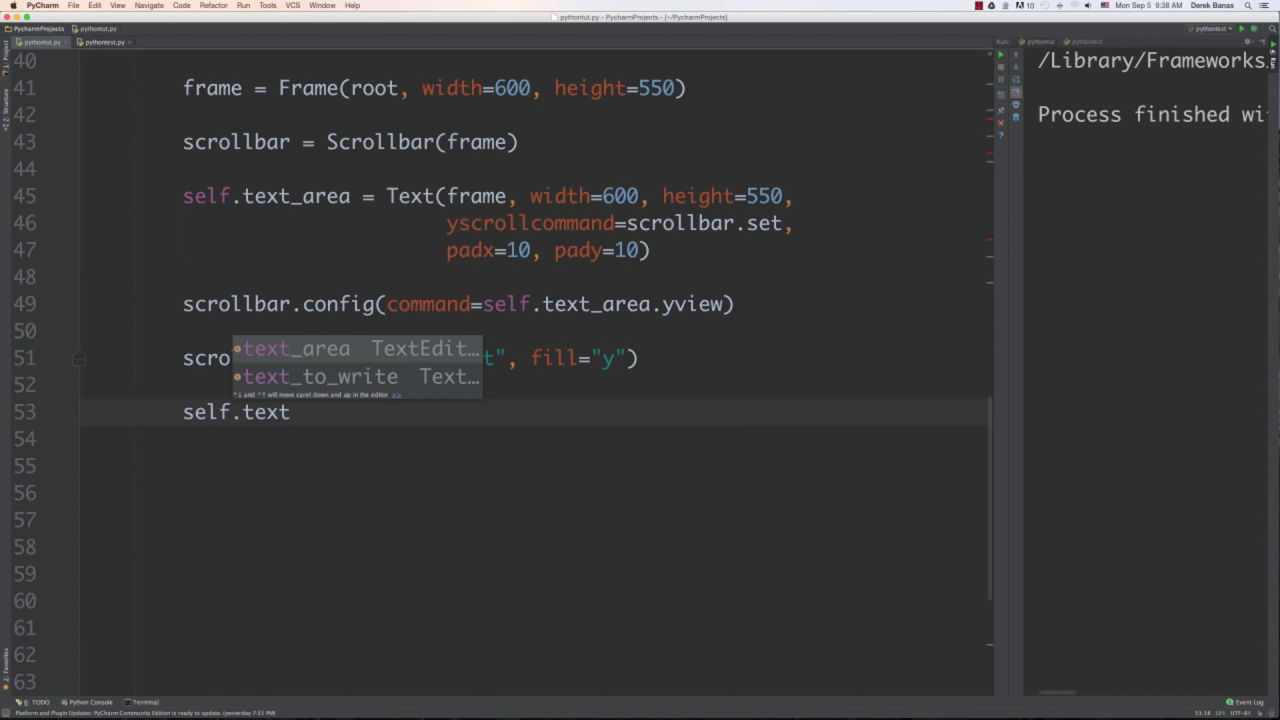 PyCharm File Edit View Navigate Code Refactor Run Tools VCS Window Help
10 Mon Sep 5 9:38 AM Derek Banas
pythontut.py - PycharmProjects - [~/PycharmProjects]
PycharmProjects pythontut.py
pythontest
pythontut.py pythontest.py
Run: pythontut pythontest
1: Project
Structure
Favorites
Run
40
41 frame = Frame(root, width=600, height=550)
42
43 scrollbar = Scrollbar(frame)
44
45 self.text_area = Text(frame, width=600, height=550,
46 yscrollcommand=scrollbar.set,
47 padx=10, pady=10)
48
49 scrollbar.config(command=self.text_area.yview)
50
51 scro t", fill="y")
52
53 self.text
54
55
56
57
58
59
60
61
62
63
text_area TextEdit…
text_to_write Text…
^↓ and ^↑ will move caret down and up in the editor >>
/Library/Frameworks
Process finished wi
6: TODO Python Console Terminal
Event Log
Platform and Plugin Updates: PyCharm Community Edition is ready to update. (yesterday 7:31 PM)
53:18 LF÷ UTF-8÷